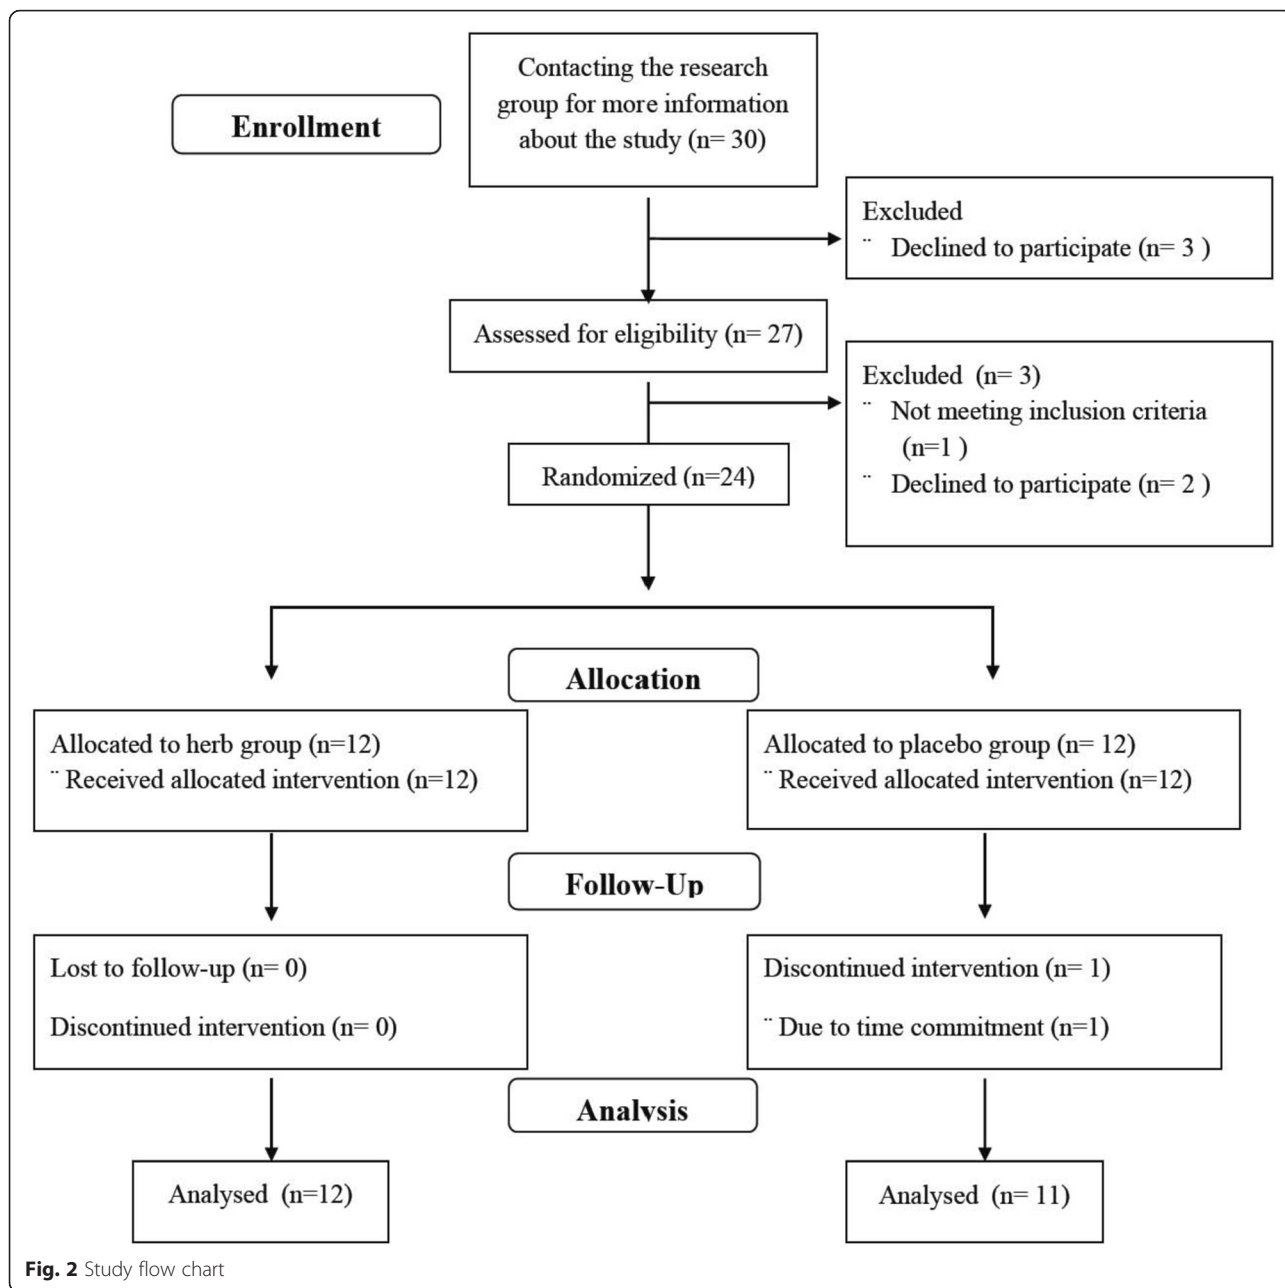 Contacting the research
group for more information
about the study (n= 30)
Enrollment
Excluded
¨ Declined to participate (n= 3 )
Assessed for eligibility (n= 27)
Excluded (n= 3)
¨ Not meeting inclusion criteria
(n=1 )
¨ Declined to participate (n= 2 )
Randomized (n=24)
Allocation
Allocated to herb group (n=12)
¨ Received allocated intervention (n=12)
Allocated to placebo group (n= 12)
¨ Received allocated intervention (n=12)
Follow-Up
Lost to follow-up (n= 0)
Discontinued intervention (n= 0)
Discontinued intervention (n= 1)
¨ Due to time commitment (n=1)
Analysis
Analysed (n=12)
Analysed (n= 11)
Fig. 2 Study flow chart